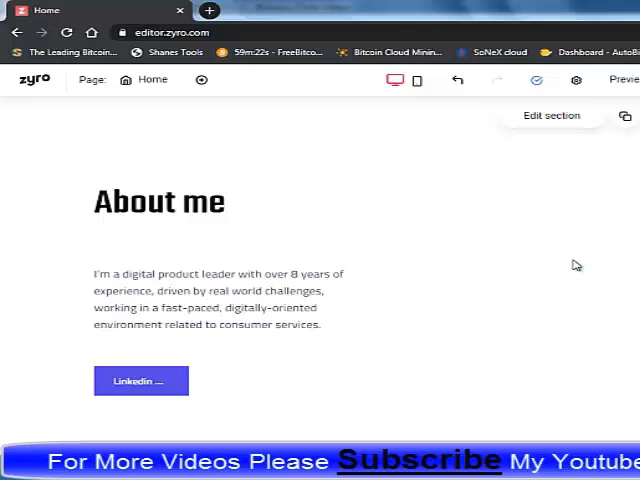 Home
editor.zyro.com
The Leading Bitcoin... Shanes Tools 59m:22s - FreeBitco... Bitcoin Cloud Minin... SoNeX cloud Dashboard - AutoBi
zyro Page: Home Previe
Edit section
About me
I'm a digital product leader with over 8 years of
experience, driven by real world challenges,
working in a fast-paced, digitally-oriented
environment related to consumer services.
Linkedin ...
For More Videos Please Subscribe My Youtube